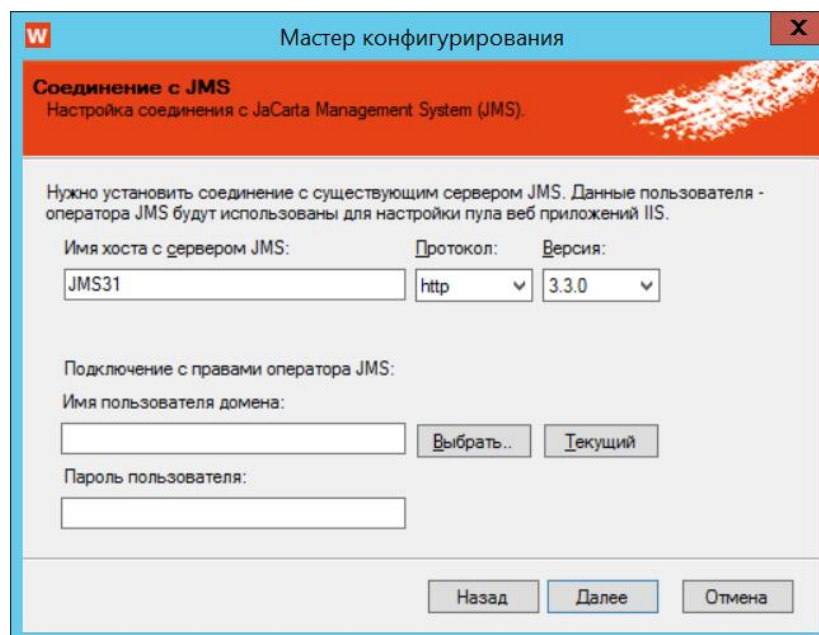 W
Мастер конфигурирования
X
Соединение с JMS
Настройка соединения с JaCarta Management System (JMS).
Нужно установить соединение с существующим сервером JMS. Данные пользователя -
оператора JMS будут использованы для настройки пула веб приложений IIS.
Имя хоста с сервером JMS: Протокол: Версия:
JMS31 http 3.3.0
Подключение с правами оператора JMS:
Имя пользователя домена:
Выбрать.. Текущий
Пароль пользователя:
Назад Далее Отмена